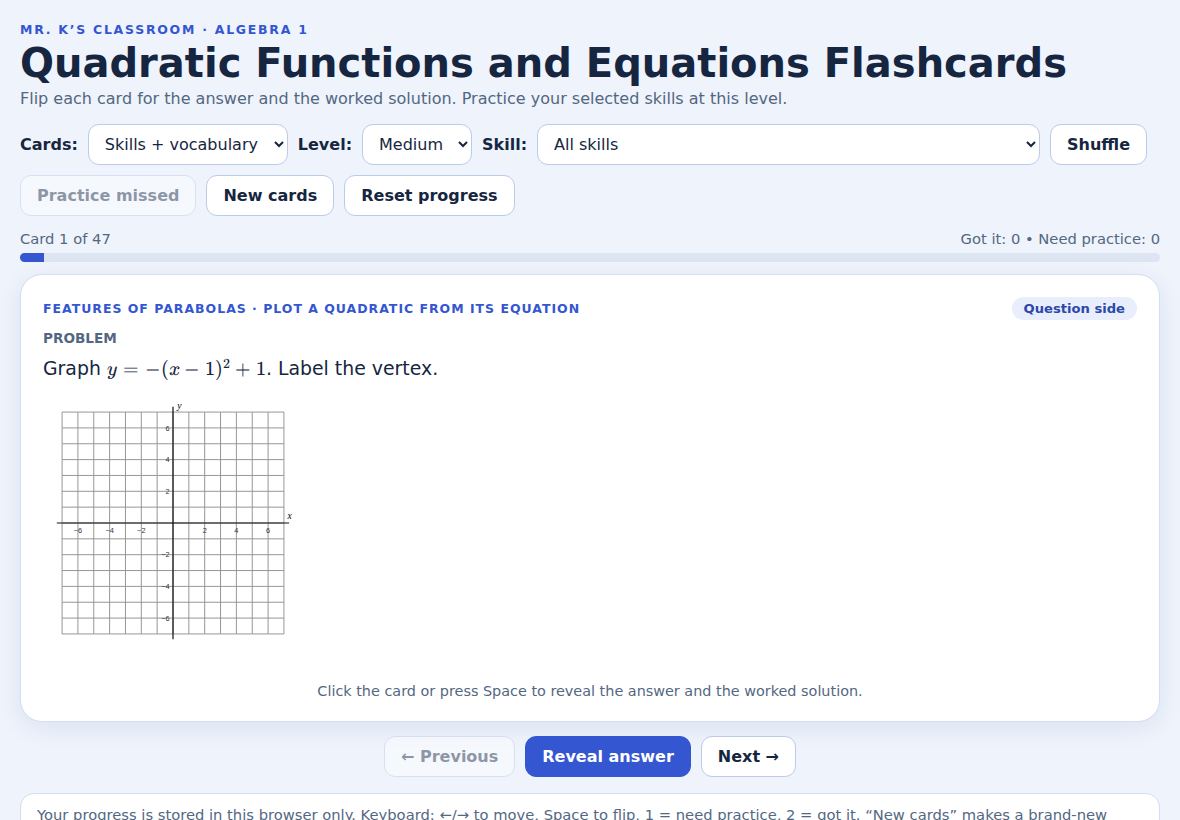 MR. K’S CLASSROOM · ALGEBRA 1
Quadratic Functions and Equations Flashcards
Flip each card for the answer and the worked solution. Practice your selected skills at this level.
Cards: Skills + vocabulary Level: Medium Skill: All skills Shuffle
Practice missed New cards Reset progress
Card 1 of 47 Got it: 0 • Need practice: 0
FEATURES OF PARABOLAS · PLOT A QUADRATIC FROM ITS EQUATION Question side
PROBLEM
Graph y = −(x − 1)² + 1. Label the vertex.
y
6
4
2
x
−6 −4 −2 2 4 6
−2
−4
−6
Click the card or press Space to reveal the answer and the worked solution.
← Previous Reveal answer Next →
Your progress is stored in this browser only. Keyboard: ←/→ to move, Space to flip, 1 = need practice, 2 = got it. “New cards” makes a brand-new